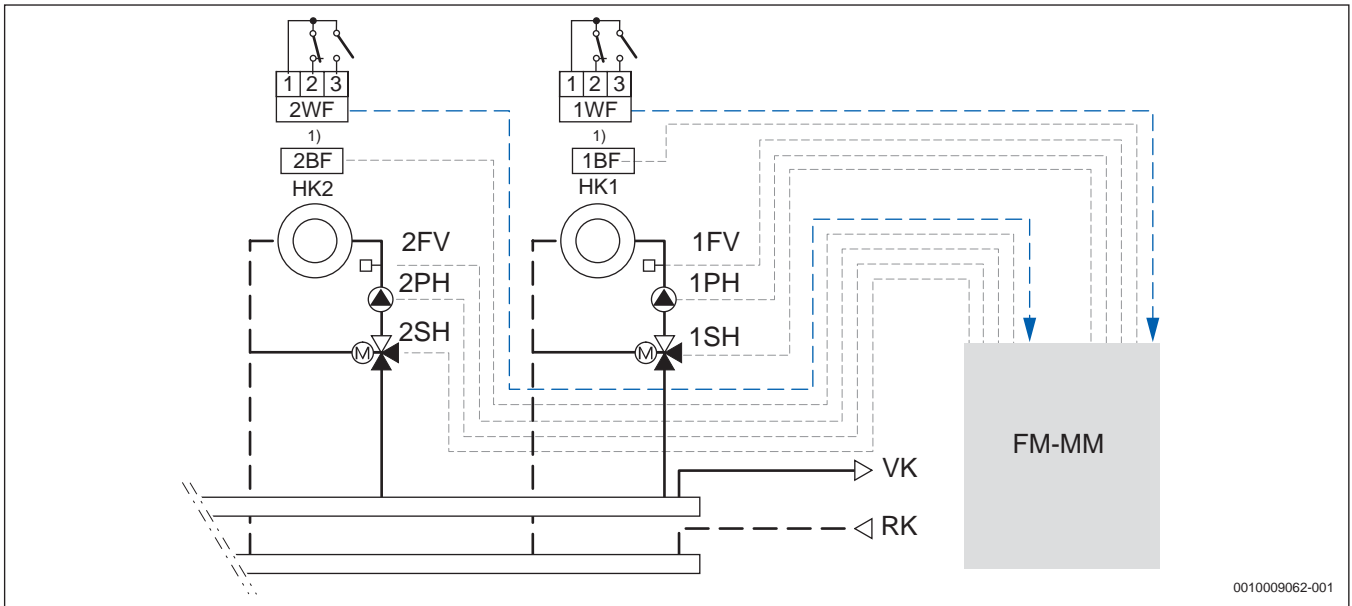 1 2 3
2WF
1)
2BF
HK2
2FV
2PH
2SH
M
1 2 3
1WF
1)
1BF
HK1
1FV
1PH
1SH
M
FM-MM
VK
RK
0010009062-001